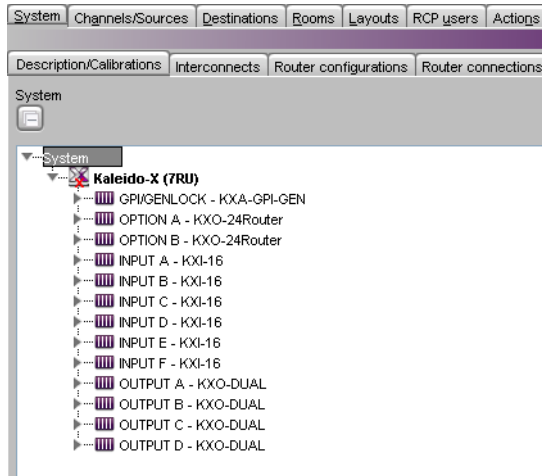 System Channels/Sources Destinations Rooms Layouts RCP users Actions
Description/Calibrations Interconnects Router configurations Router connections
System
System
Kaleido-X (7RU)
GPI/GENLOCK - KXA-GPI-GEN
OPTION A - KXO-24Router
OPTION B - KXO-24Router
INPUT A - KXI-16
INPUT B - KXI-16
INPUT C - KXI-16
INPUT D - KXI-16
INPUT E - KXI-16
INPUT F - KXI-16
OUTPUT A - KXO-DUAL
OUTPUT B - KXO-DUAL
OUTPUT C - KXO-DUAL
OUTPUT D - KXO-DUAL